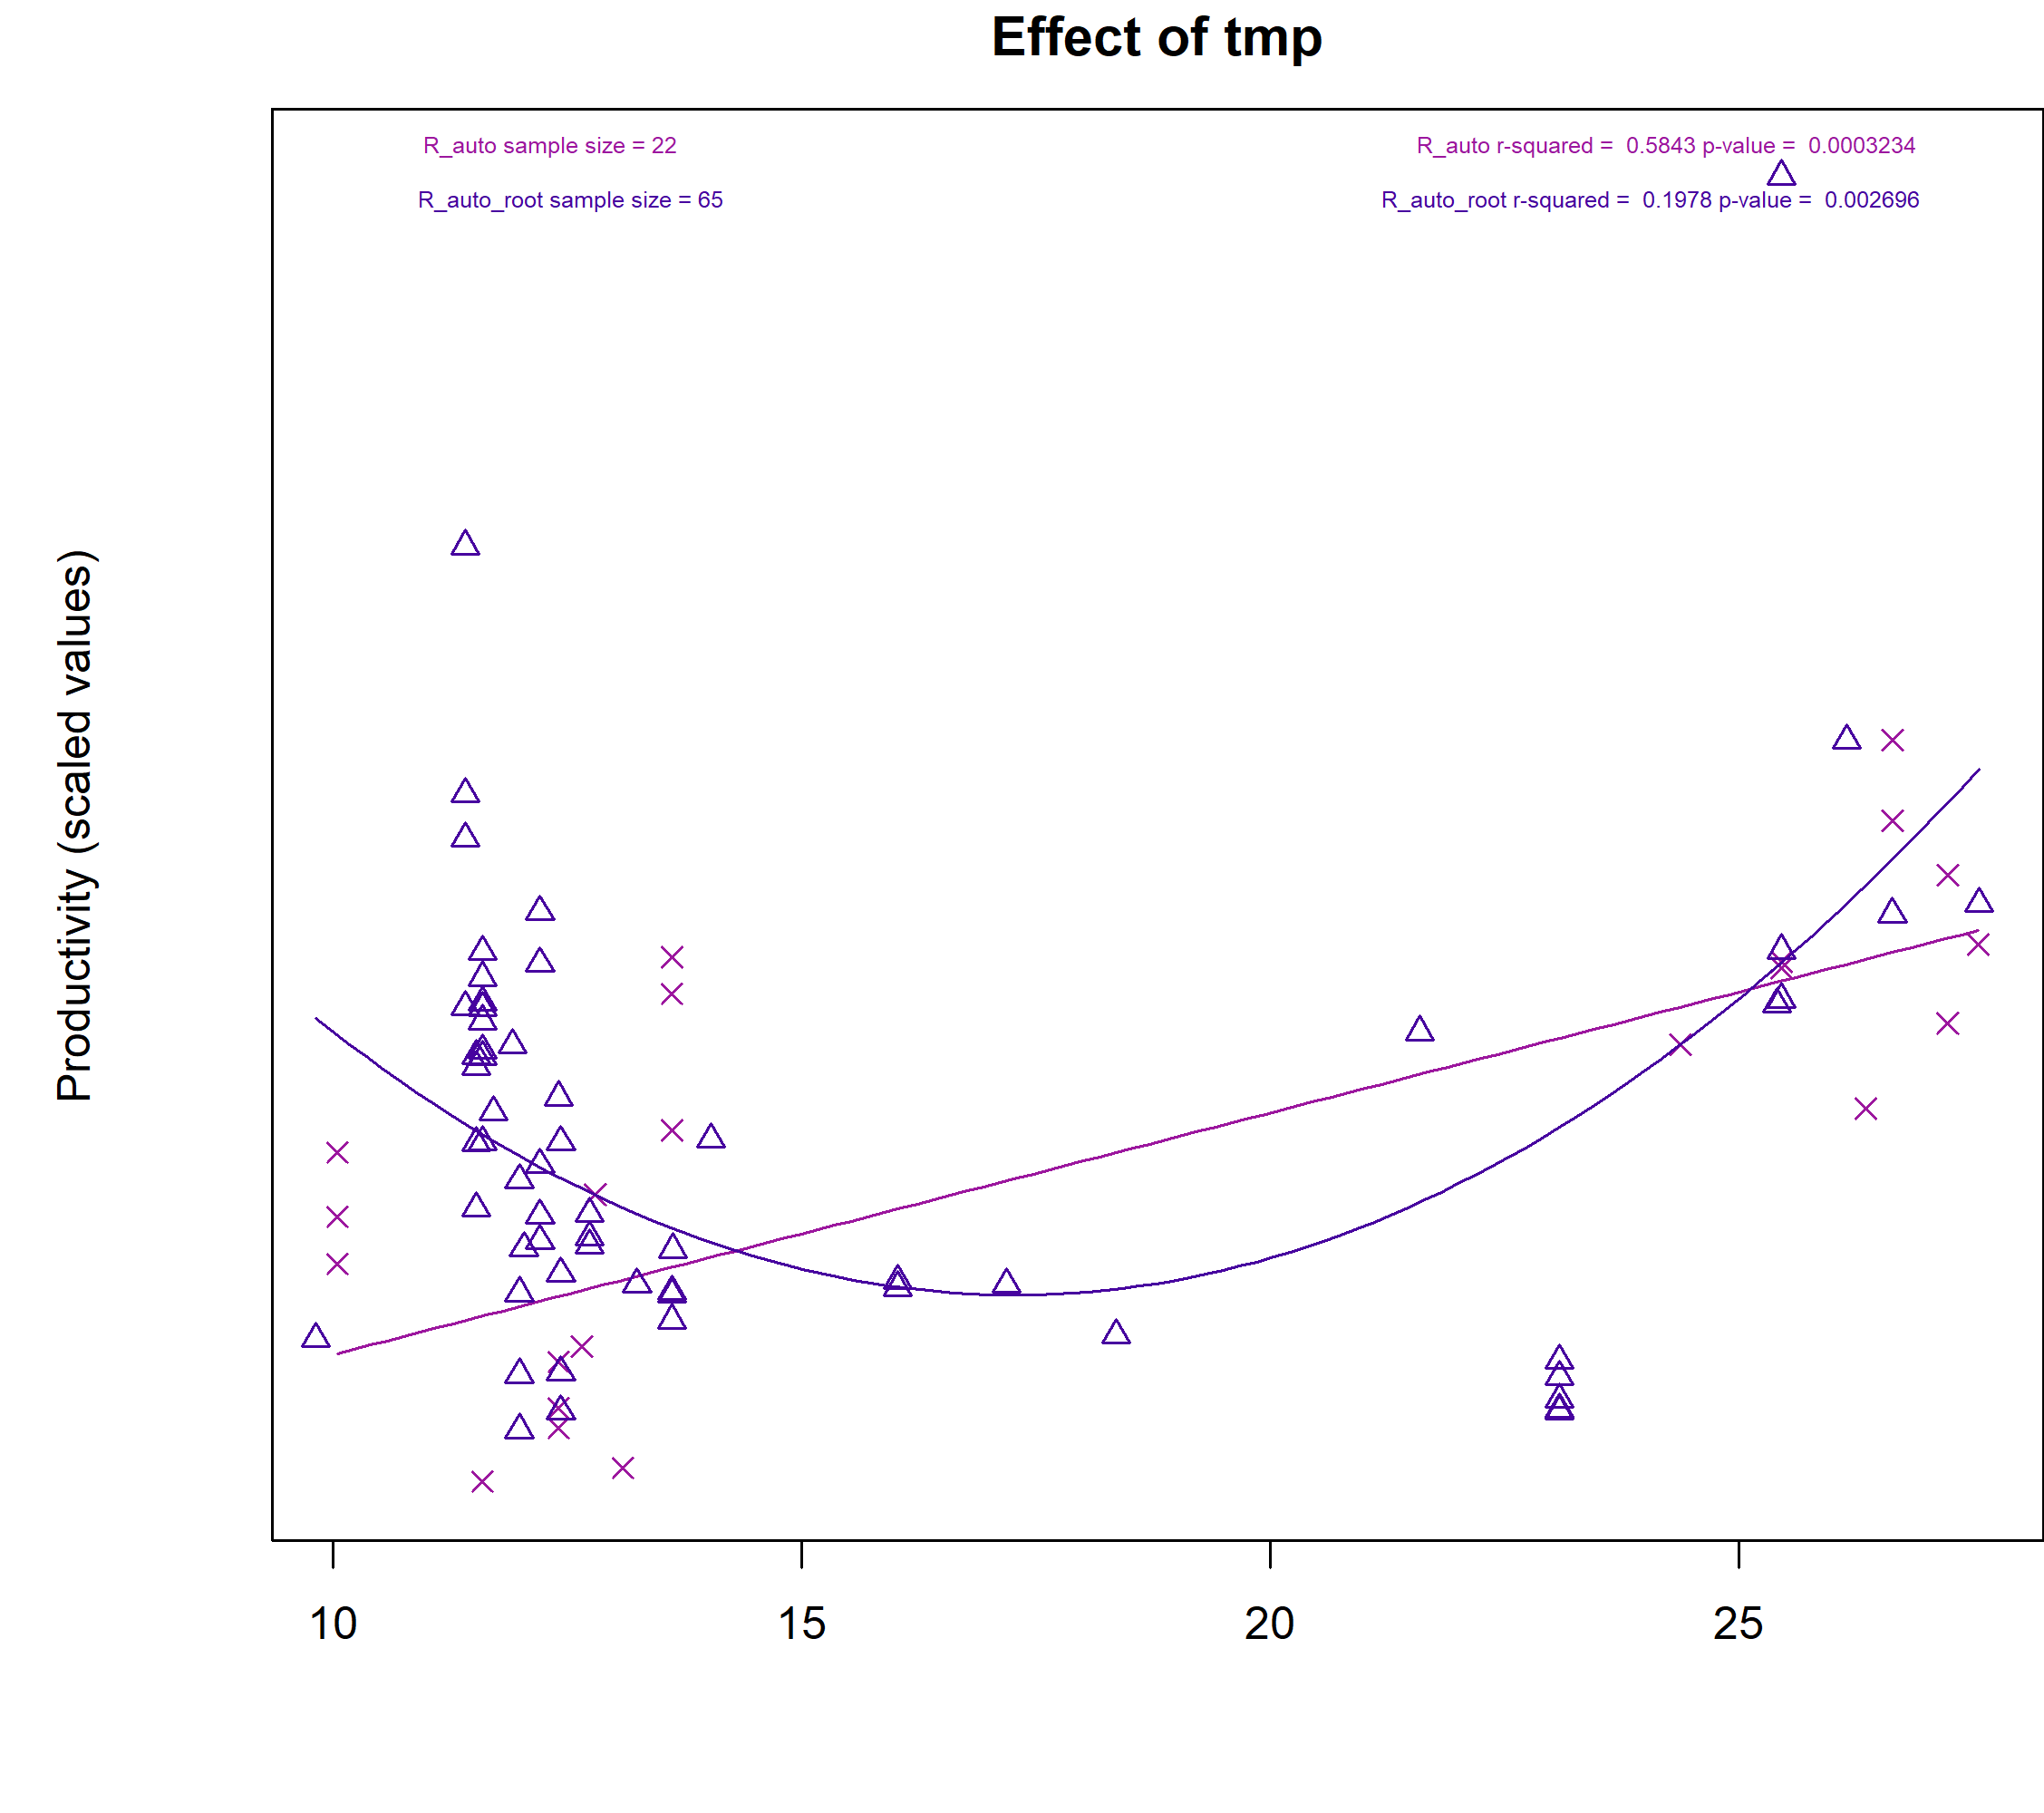 Effect of tmp
R_auto sample size = 22
R_auto r-squared =  0.5843 p-value =  0.0003234
R_auto_root sample size = 65
R_auto_root r-squared =  0.1978 p-value =  0.002696
Productivity (scaled values)
10
15
20
25